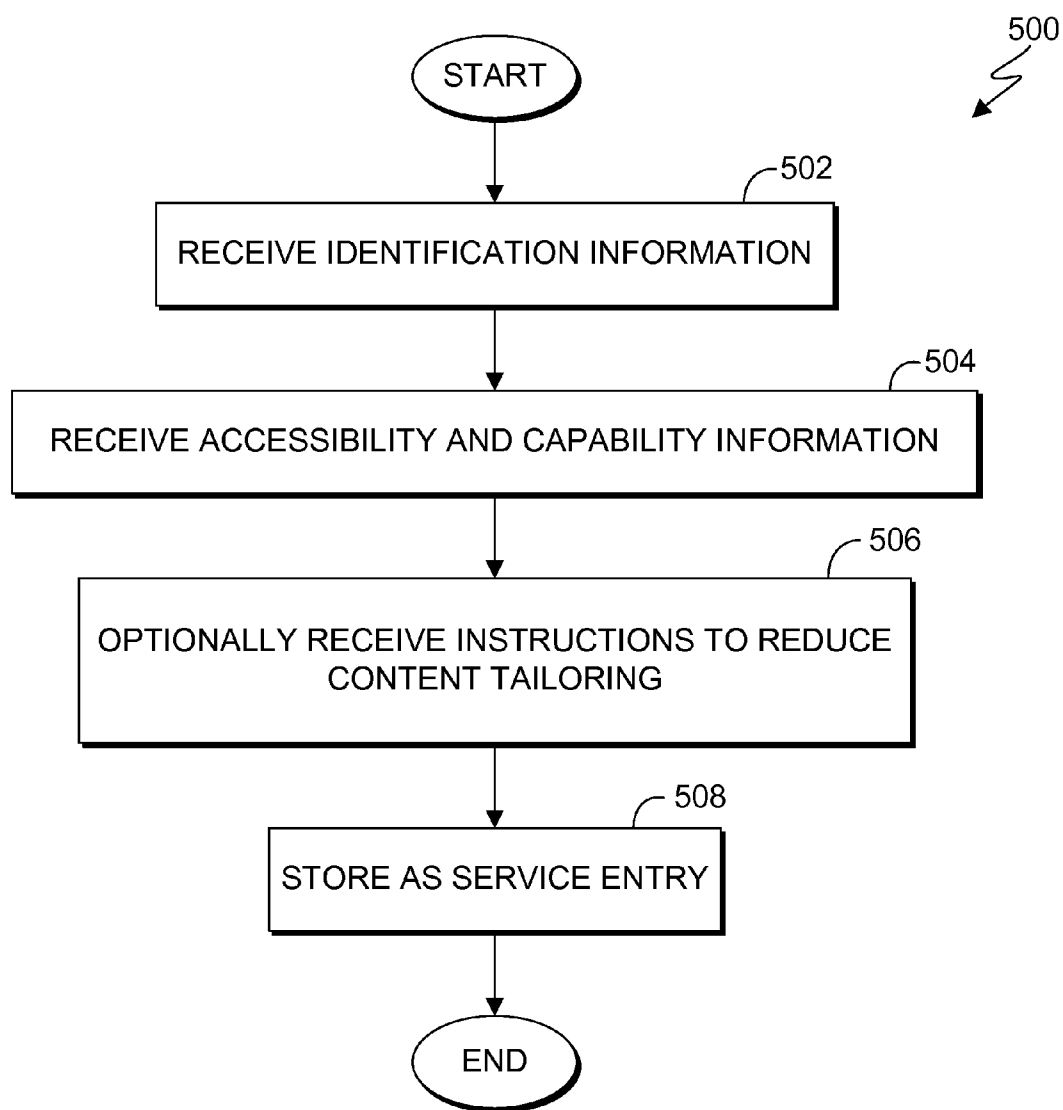 500
START
502
RECEIVE IDENTIFICATION INFORMATION
504
RECEIVE ACCESSIBILITY AND CAPABILITY INFORMATION
506
OPTIONALLY RECEIVE INSTRUCTIONS TO REDUCE
CONTENT TAILORING
508
STORE AS SERVICE ENTRY
END